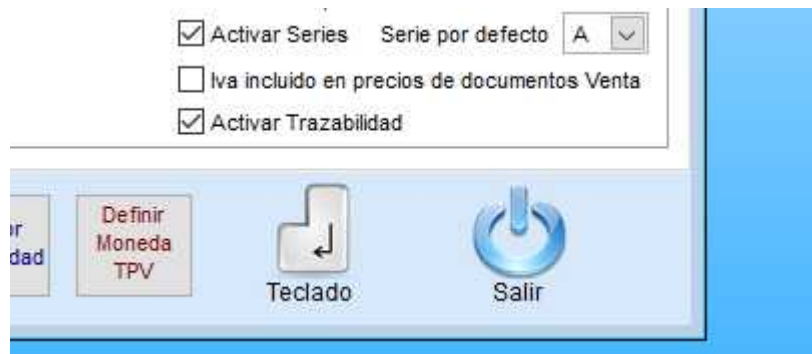 Activar Series Serie por defecto A
Iva incluido en precios de documentos Venta
Activar Trazabilidad
Definir
Moneda
TPV
Teclado
Salir